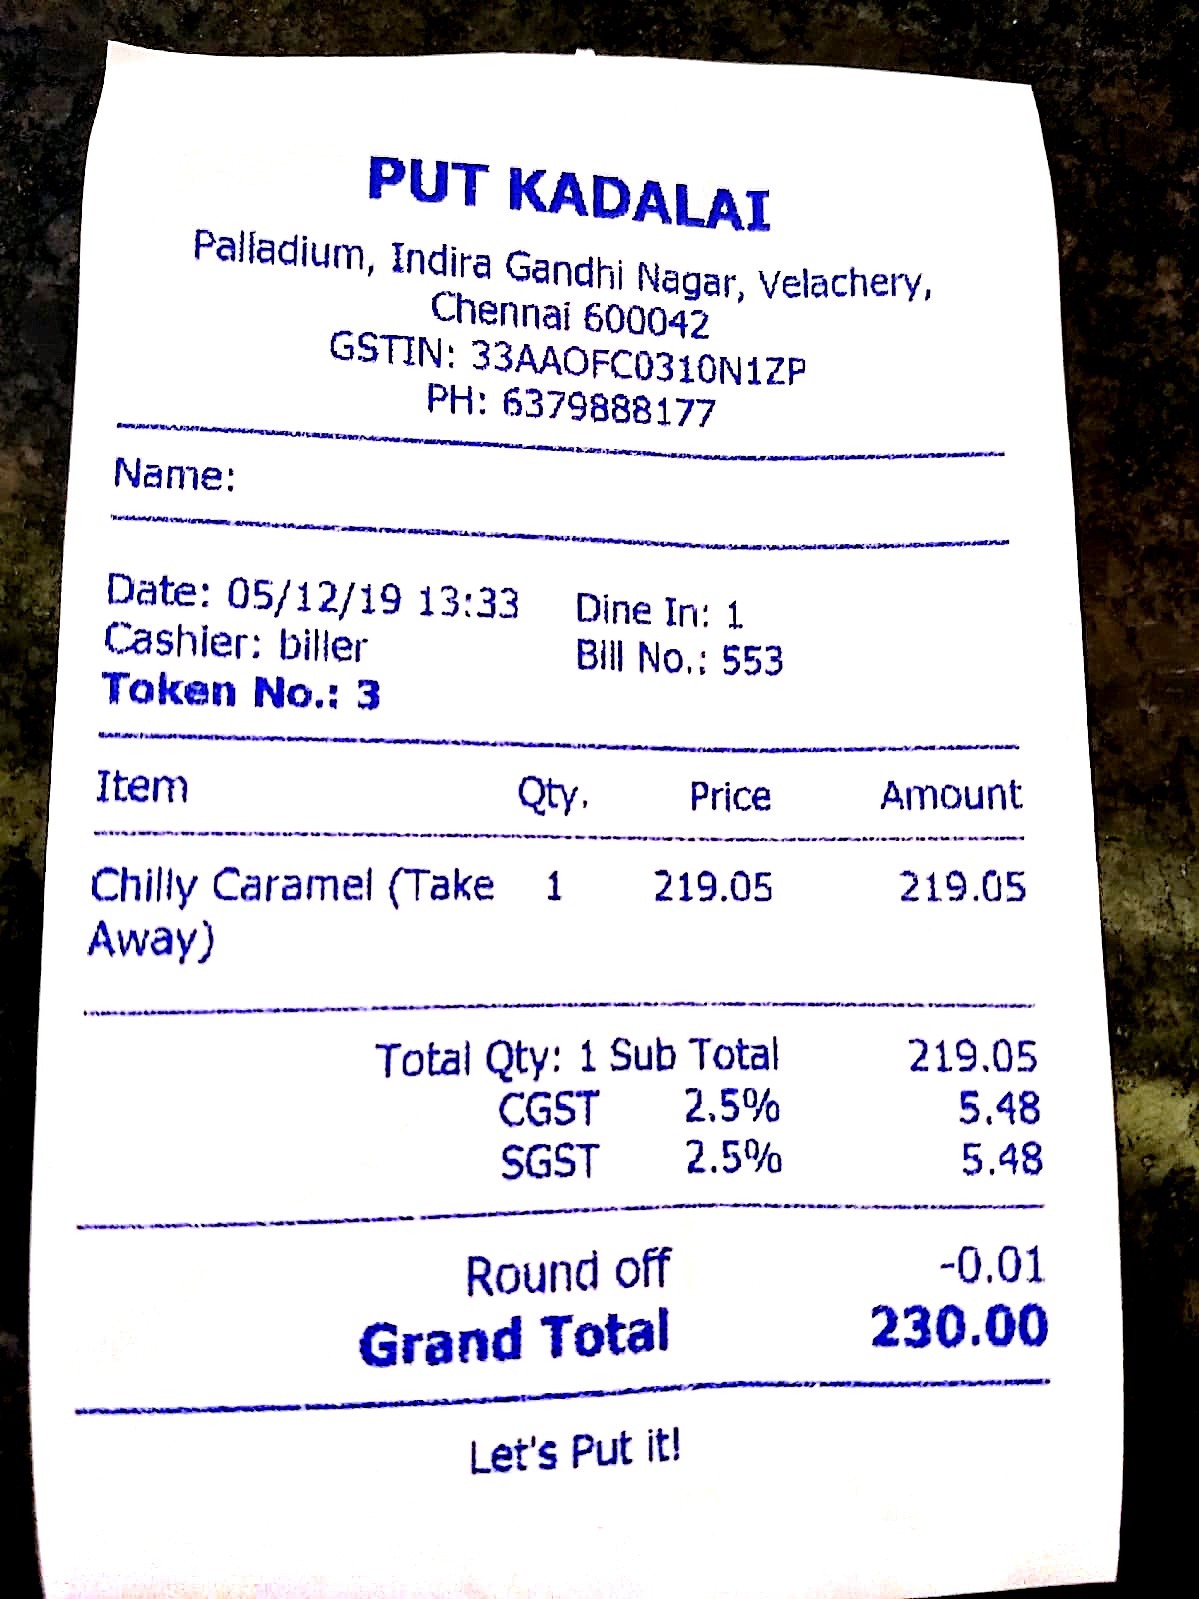 PUT KADALAI
Palladium, Indira Gandhi Nagar, Velachery,
Chennai 600042
GSTIN: 33AAOFC0310N1ZP
PH: 6379888177
Name:
Date: 05/12/19 13:33 Dine In: 1
Cashier: biller Bill No.: 553
Token No.: 3
Item Qty. Price Amount
Chilly Caramel (Take 1 219.05 219.05
Away)
Total Qty: 1 Sub Total 219.05
CGST 2.5% 5.48
SGST 2.5% 5.48
Round off -0.01
Grand Total 230.00
Let's Put it!